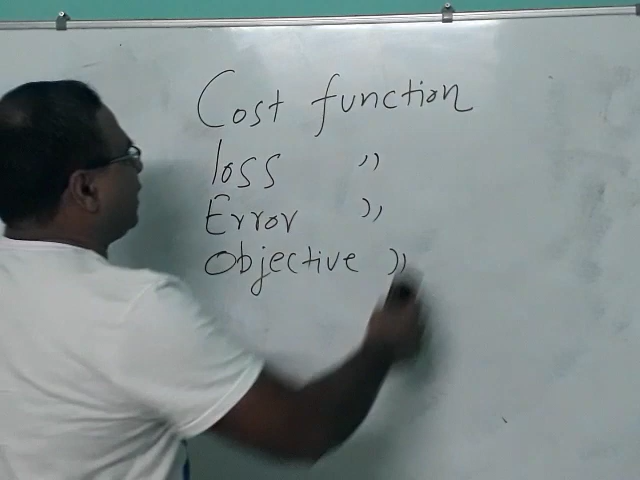 Cost function
loss ”
Error ”
Objective ”